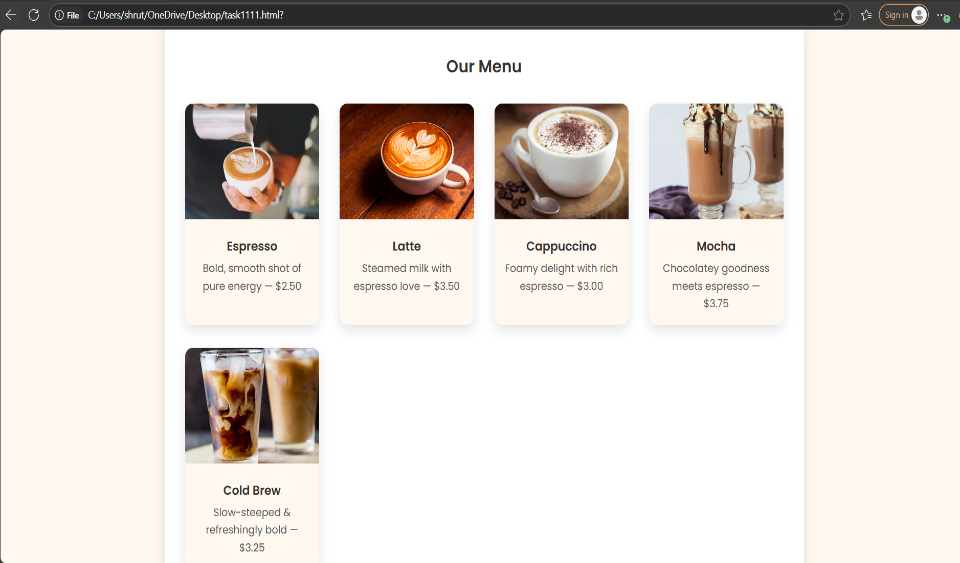 File C:/Users/shrut/OneDrive/Desktop/task1111.html?
Sign in
Our Menu
Espresso
Bold, smooth shot of
pure energy — $2.50
Latte
Steamed milk with
espresso love — $3.50
Cappuccino
Foamy delight with rich
espresso — $3.00
Mocha
Chocolatey goodness
meets espresso —
$3.75
Cold Brew
Slow-steeped &
refreshingly bold —
$3.25